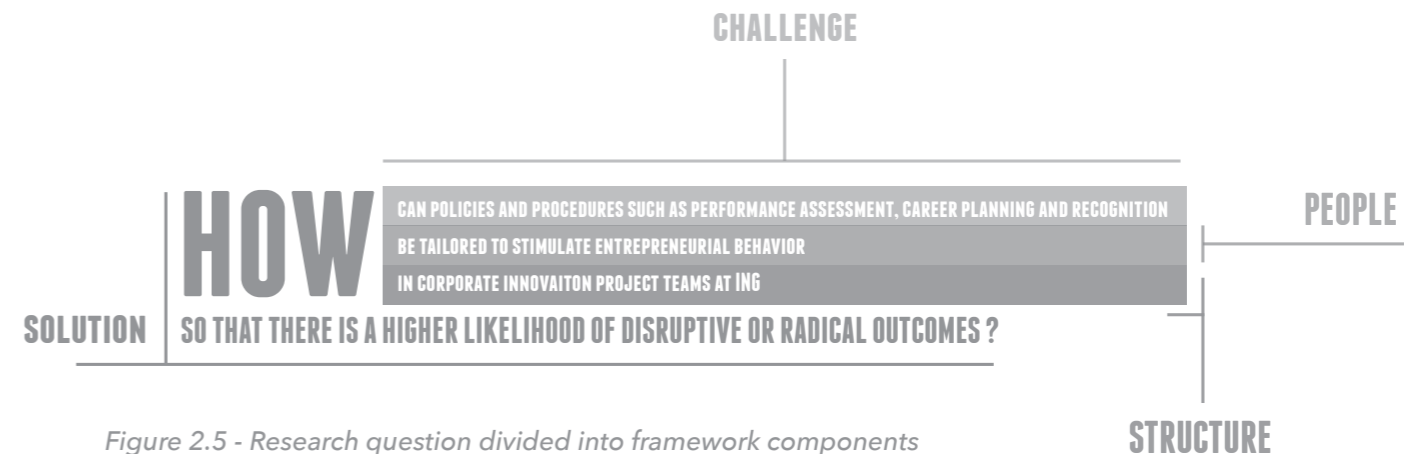 CHALLENGE
HOW
CAN POLICIES AND PROCEDURES SUCH AS PERFORMANCE ASSESSMENT, CAREER PLANNING AND RECOGNITION
PEOPLE
BE TAILORED TO STIMULATE ENTREPRENEURIAL BEHAVIOR
IN CORPORATE INNOVAITON PROJECT TEAMS AT ING
SOLUTION
SO THAT THERE IS A HIGHER LIKELIHOOD OF DISRUPTIVE OR RADICAL OUTCOMES ?
STRUCTURE
Figure 2.5 - Research question divided into framework components